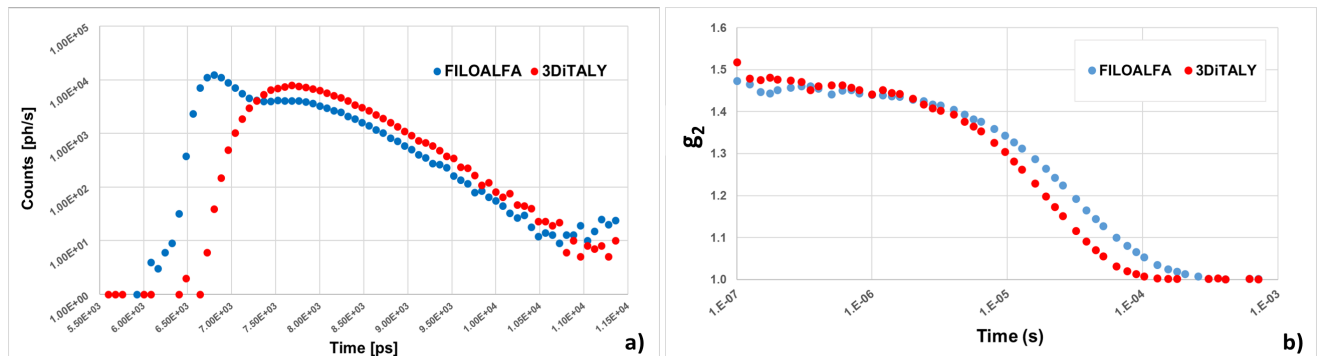 1.00E+05
1.00E+04
1.00E+03
1.00E+02
1.00E+01
1.00E+00
Counts [ph/s]
FILOALFA 3DiTALY
5.50E+03 6.00E+03 6.50E+03 7.00E+03 7.50E+03 8.00E+03 8.50E+03 9.00E+03 9.50E+03 1.00E+04 1.05E+04 1.10E+04 1.15E+04
Time [ps]
a)
1.6
1.5
1.4
1.3
1.2
1.1
1.0
g2
FILOALFA 3DiTALY
1.E-07 1.E-06 1.E-05 1.E-04 1.E-03
Time (s)
b)